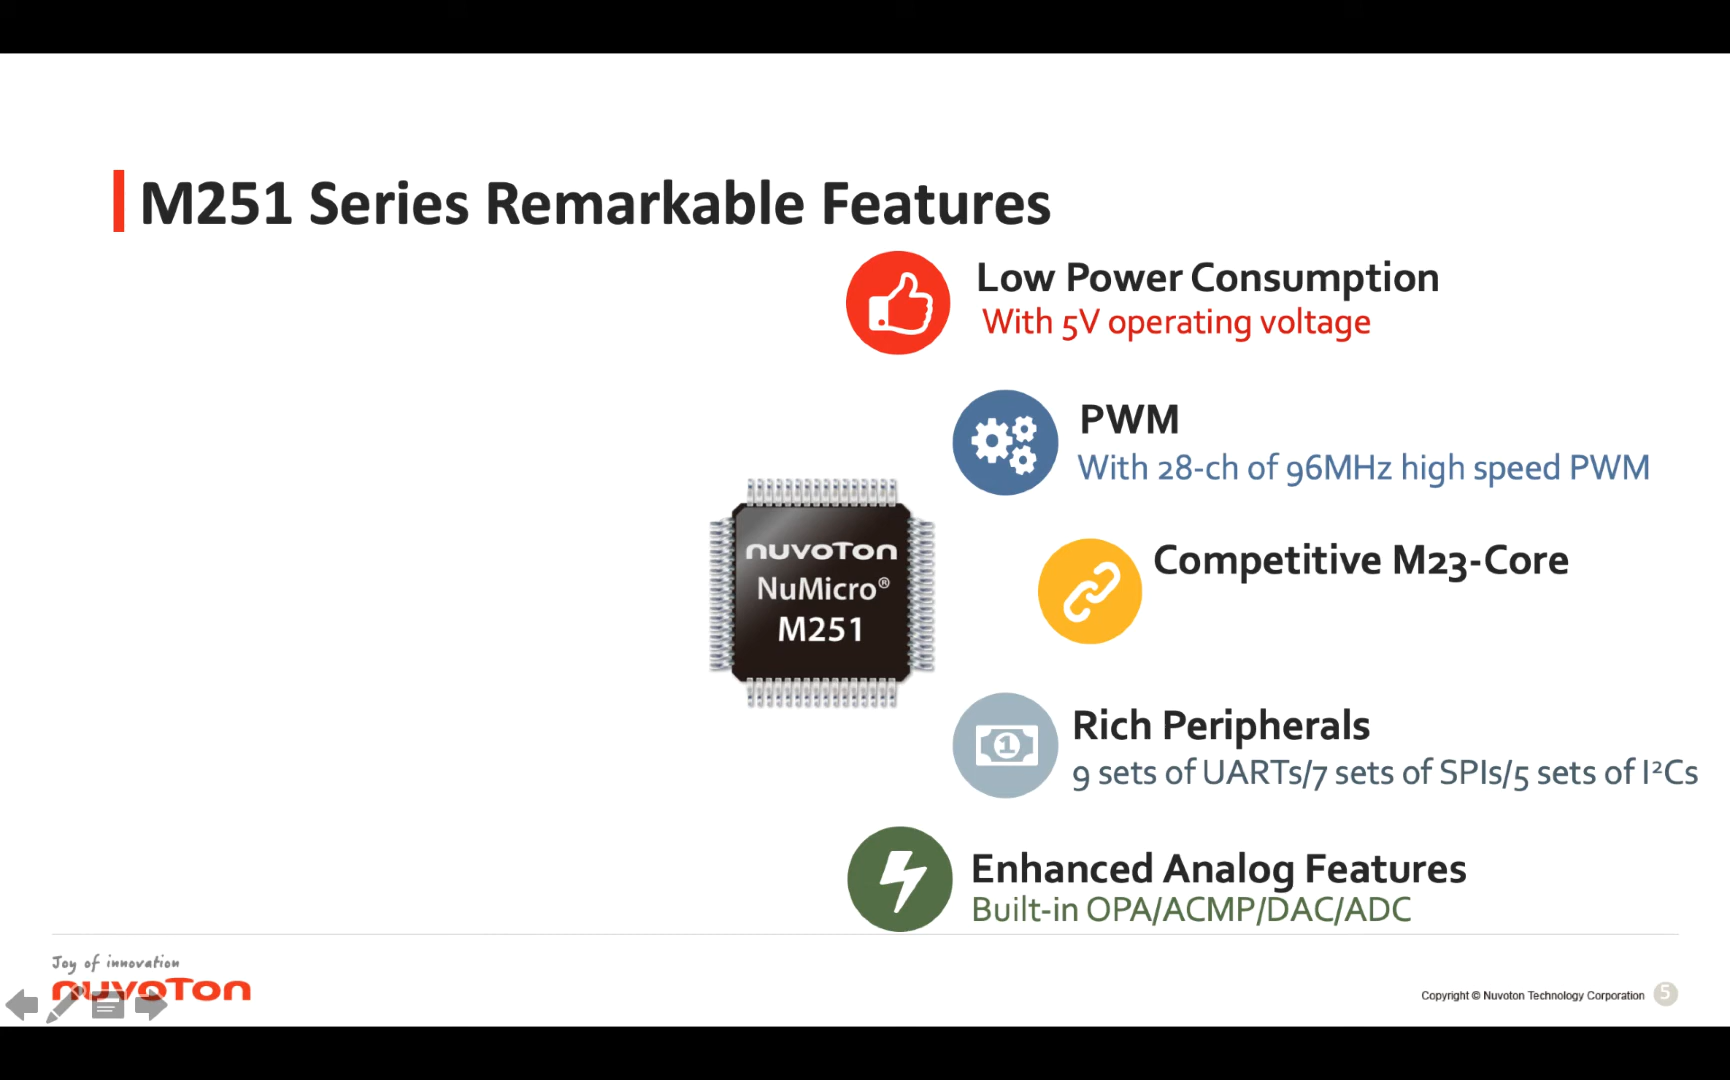 M251 Series Remarkable Features
Low Power Consumption
With 5V operating voltage
PWM
With 28-ch of 96MHz high speed PWM
nuvoTon
NuMicro®
M251
Competitive M23-Core
Rich Peripherals
9 sets of UARTs/7 sets of SPIs/5 sets of I²Cs
Enhanced Analog Features
Built-in OPA/ACMP/DAC/ADC
Joy of innovation
nuvoTon
Copyright © Nuvoton Technology Corporation 5